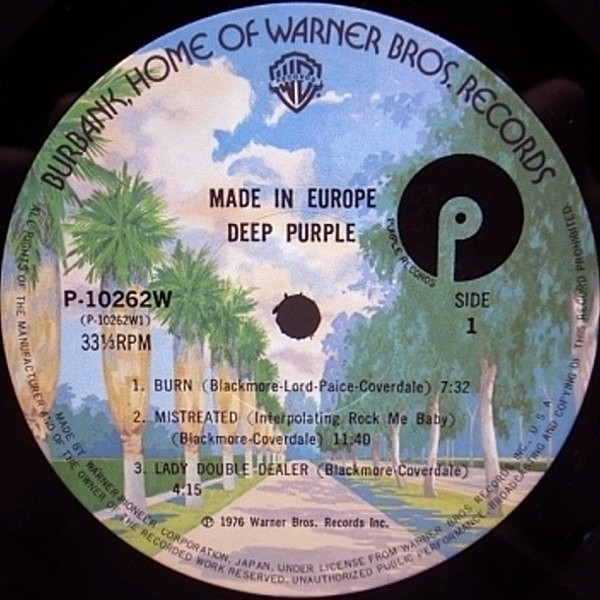 BURBANK, HOME OF WARNER BROS. RECORDS
RECORDS
MADE IN EUROPE
DEEP PURPLE
PURPLE RECORDS
P-10262W
(P-10262W1)
33⅓RPM
SIDE
1
1. BURN (Blackmore-Lord-Paice-Coverdale) 7:32
2. MISTREATED (Interpolating Rock Me Baby)
(Blackmore-Coverdale) 11:40
3. LADY DOUBLE DEALER (Blackmore-Coverdale)
4:15
℗ 1976 Warner Bros. Records Inc.
MADE BY WARNER-PIONEER CORPORATION, JAPAN, UNDER LICENSE FROM WARNER BROS RECORDS INC., U.S.A.
ALL RIGHTS OF THE MANUFACTURER AND OF THE OWNER OF THE RECORDED WORK RESERVED. UNAUTHORIZED PUBLIC PERFORMANCE, BROADCASTING AND COPYING OF THIS RECORD PROHIBITED.